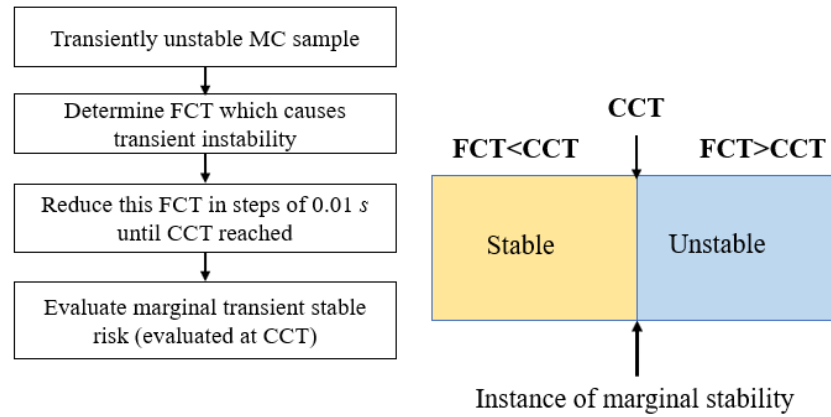 Transiently unstable MC sample
Determine FCT which causes
transient instability
Reduce this FCT in steps of 0.01 s
until CCT reached
Evaluate marginal transient stable
risk (evaluated at CCT)
CCT
FCT<CCT
FCT>CCT
Stable
Unstable
Instance of marginal stability